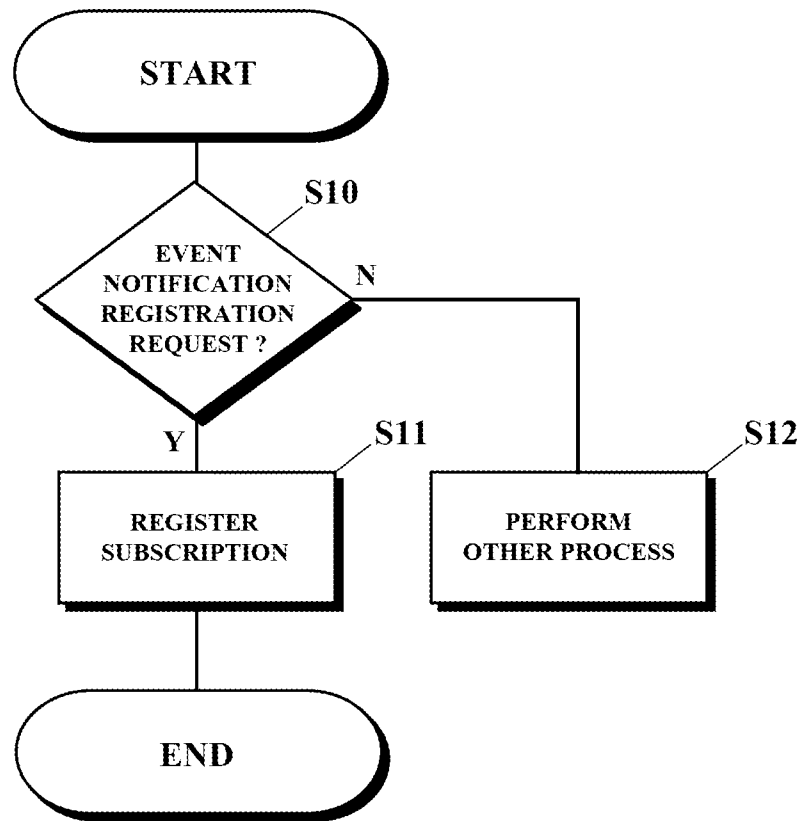 START
S10
EVENT
NOTIFICATION
REGISTRATION
REQUEST ?
N
Y
S11
S12
REGISTER
SUBSCRIPTION
PERFORM
OTHER PROCESS
END